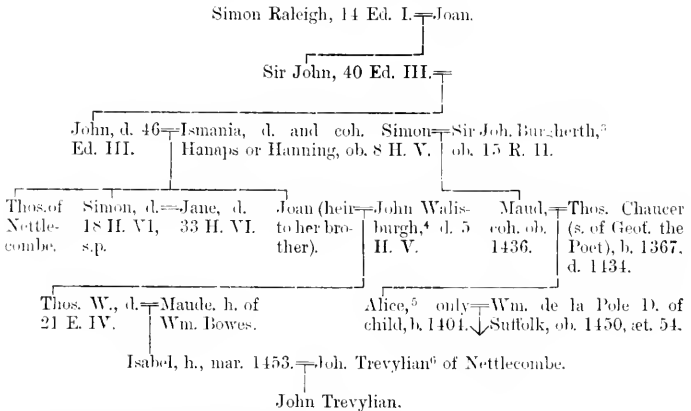 Simon Raleigh, 14 Ed. I.=Joan.
Sir John, 40 Ed. III.=
John, d. 46=Ismania, d. and coh. Simon=Sir Joh. Burgherth,³
Ed. III. Hanaps or Hanning, ob. 8 H. V. ob. 15 R. II.
Thos. of Simon, d.=Jane, d. Joan (heir=John Walis- Maud,=Thos. Chaucer
Nettle- 18 H. VI, 33 H. VI. to her bro- burgh,⁴ d. 5 coh. ob. (s. of Geof. the
combe. s.p. ther). H. V. 1436. Poet), b. 1367,
d. 1434.
Thos. W., d.=Maude, h. of Alice,⁵ only=Wm. de la Pole D. of
21 E. IV. Wm. Bowes. child, b. 1404. Suffolk, ob. 1450, æt. 54.
Isabel, h., mar. 1453.=Joh. Trevylian⁶ of Nettlecombe.
John Trevylian.